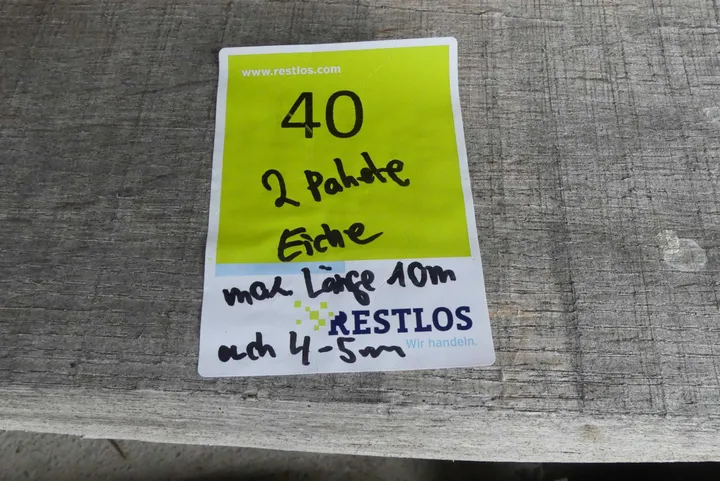 www.restlos.com
40
2 Pakete
Eiche
max. Länge 10m
RESTLOS
auch 4-5m
Wir handeln.